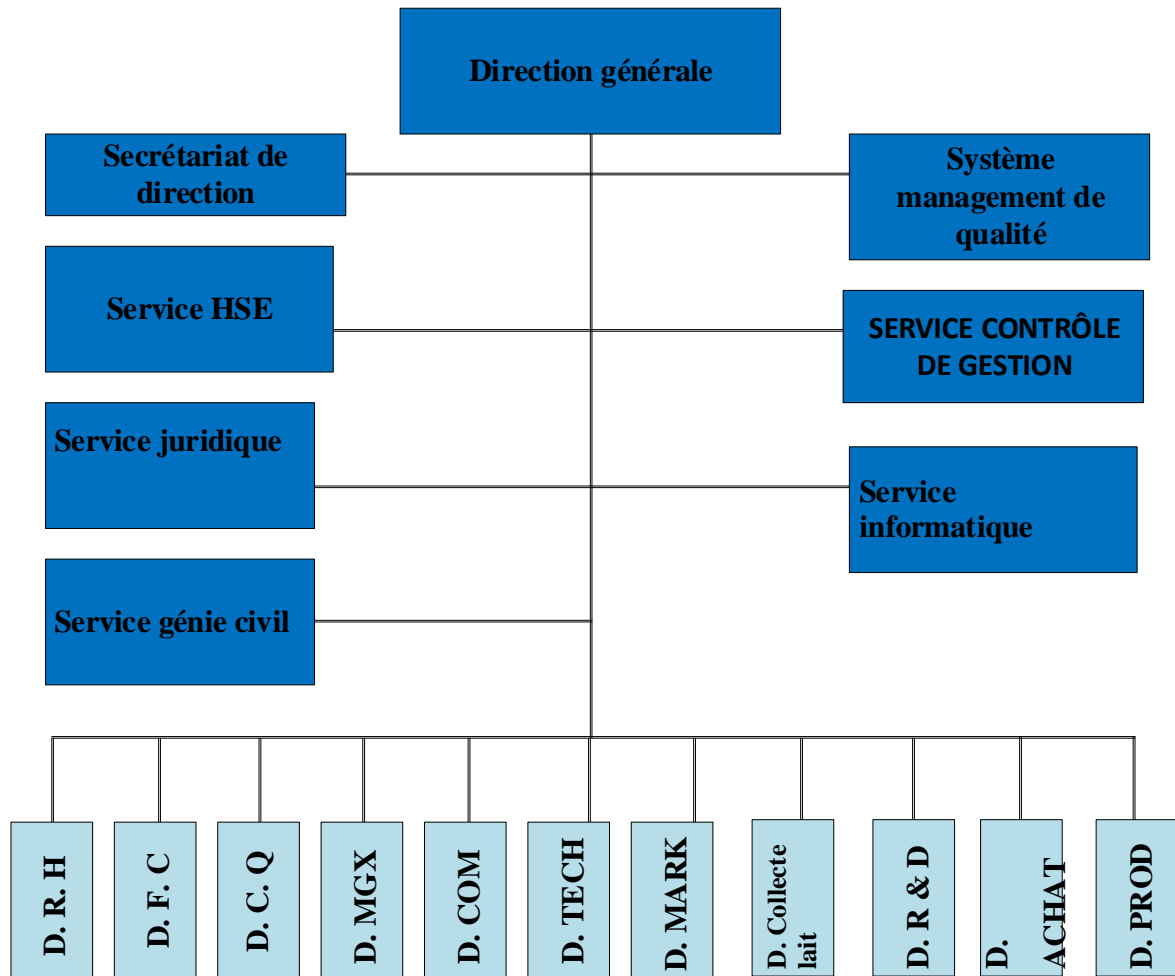 Direction générale
Secrétariat de
direction
Système
management de
qualité
Service HSE
SERVICE CONTRÔLE
DE GESTION
Service juridique
Service
informatique
Service génie civil
D. R. H
D. F. C
D. C. Q
D. MGX
D. COM
D. TECH
D. MARK
D. Collecte
lait
D. R & D
D.
ACHAT
D. PROD